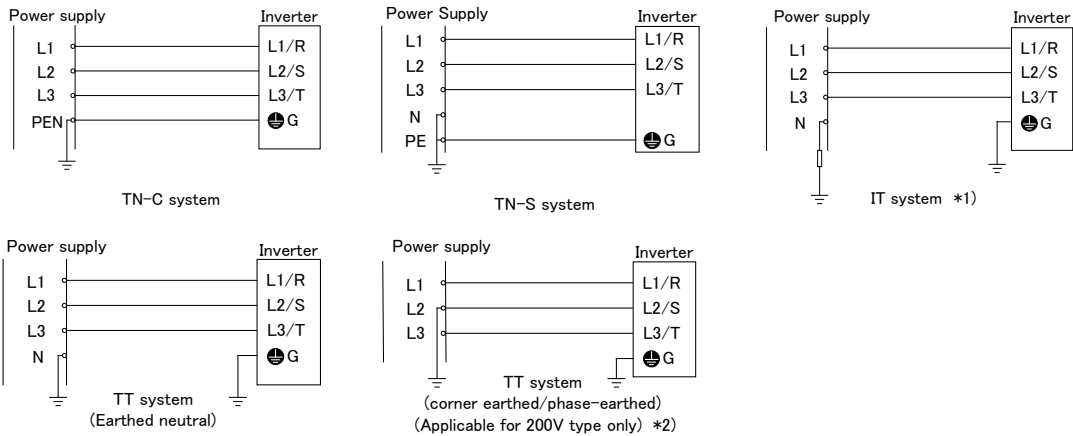 Power supply
Inverter
L1
L1/R
L2
L2/S
L3
L3/T
PEN
G
TN-C system
Power Supply
Inverter
L1
L1/R
L2
L2/S
L3
L3/T
N
PE
G
TN-S system
Power supply
Inverter
L1
L1/R
L2
L2/S
L3
L3/T
N
G
IT system *1)
Power supply
Inverter
L1
L1/R
L2
L2/S
L3
L3/T
N
G
TT system
(Earthed neutral)
Power supply
Inverter
L1
L1/R
L2
L2/S
L3
L3/T
G
TT system
(corner earthed/phase-earthed)
(Applicable for 200V type only) *2)